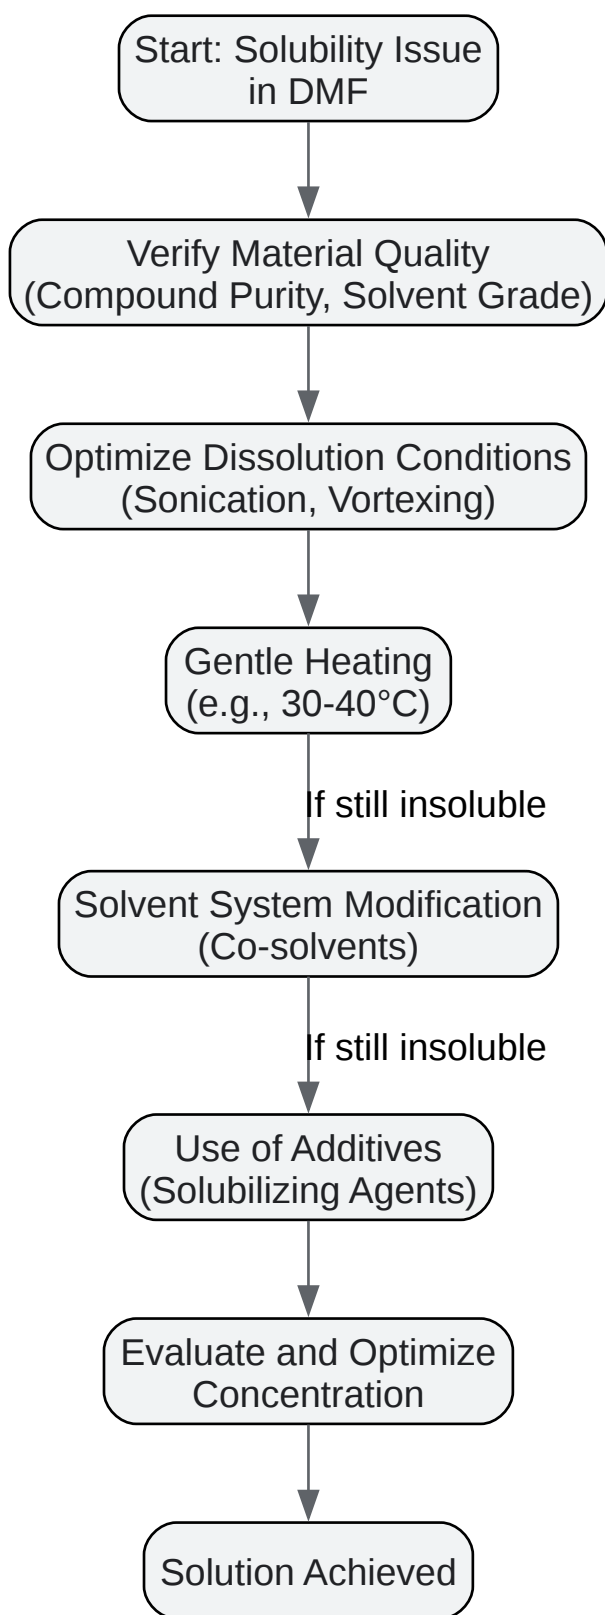 Start: Solubility Issue
in DMF
Verify Material Quality
(Compound Purity, Solvent Grade)
Optimize Dissolution Conditions
(Sonication, Vortexing)
Gentle Heating
(e.g., 30-40°C)
If still insoluble
Solvent System Modification
(Co-solvents)
If still insoluble
Use of Additives
(Solubilizing Agents)
Evaluate and Optimize
Concentration
Solution Achieved